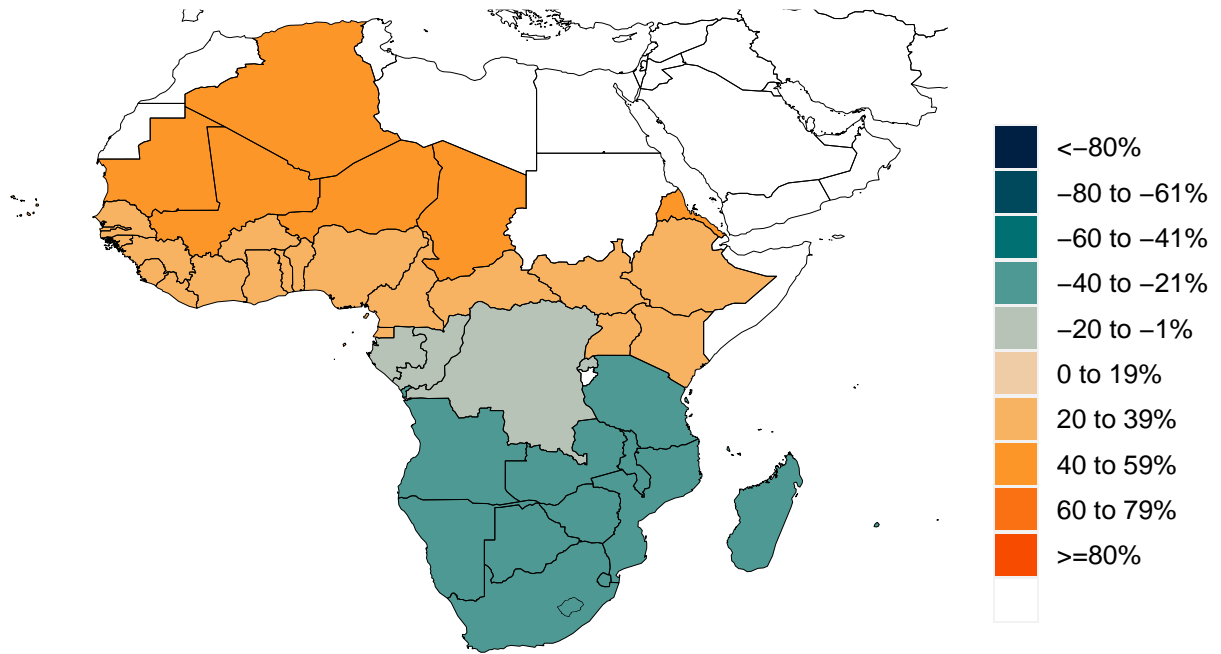 <−80%
−80 to −61%
−60 to −41%
−40 to −21%
−20 to −1%
0 to 19%
20 to 39%
40 to 59%
60 to 79%
>=80%